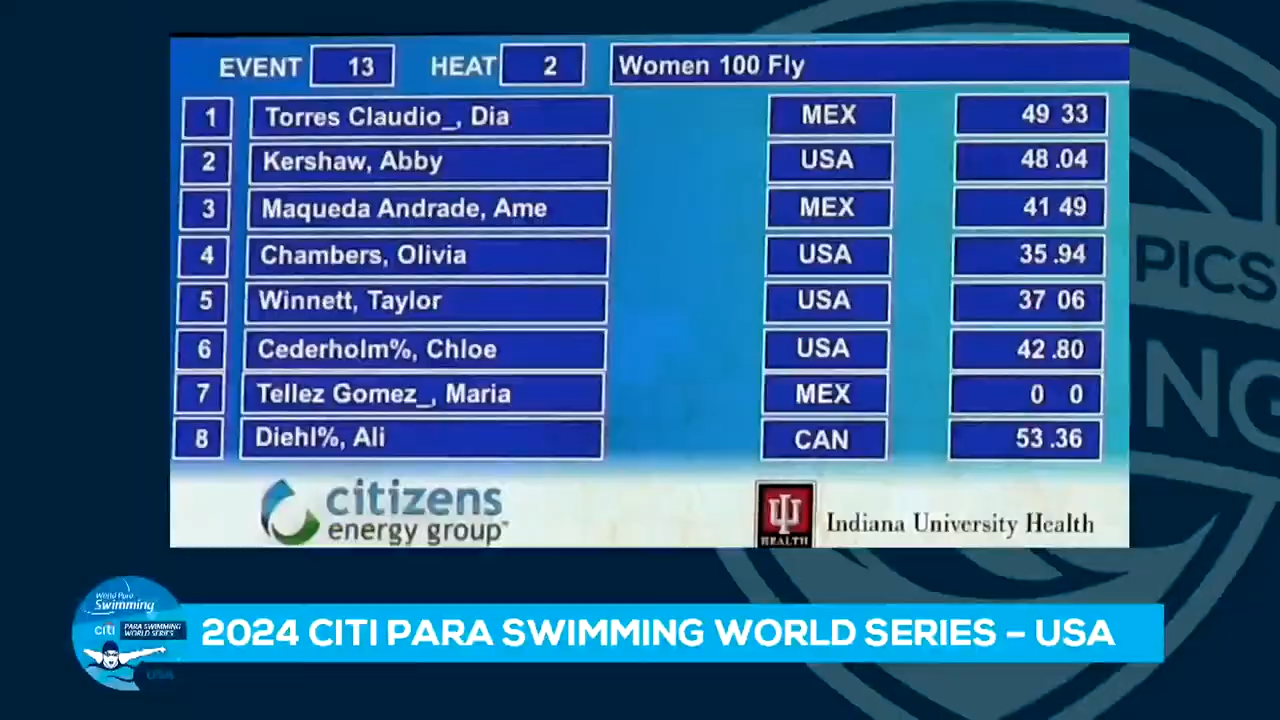 EVENT 13 HEAT 2 Women 100 Fly
1 Torres Claudio_, Dia MEX 49 33
2 Kershaw, Abby USA 48 .04
3 Maqueda Andrade, Ame MEX 41 49
4 Chambers, Olivia USA 35 .94
5 Winnett, Taylor USA 37 06
6 Cederholm%, Chloe USA 42 .80
7 Tellez Gomez_, Maria MEX 0 0
8 Diehl%, Ali CAN 53 .36
citizens
energy group
HEALTH
Indiana University Health
PICS
NG
World Para
Swimming
citi PARA SWIMMING
WORLD SERIES
USA
2024 CITI PARA SWIMMING WORLD SERIES – USA